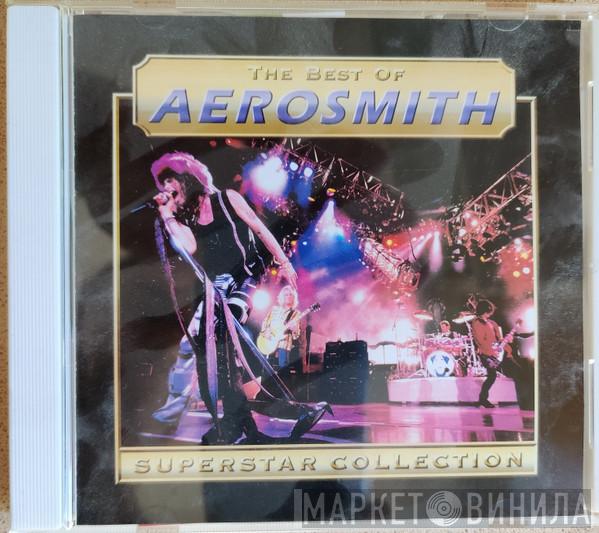 THE BEST OF
AEROSMITH
SUPERSTAR COLLECTION
МАРКЕТ ВИНИЛА